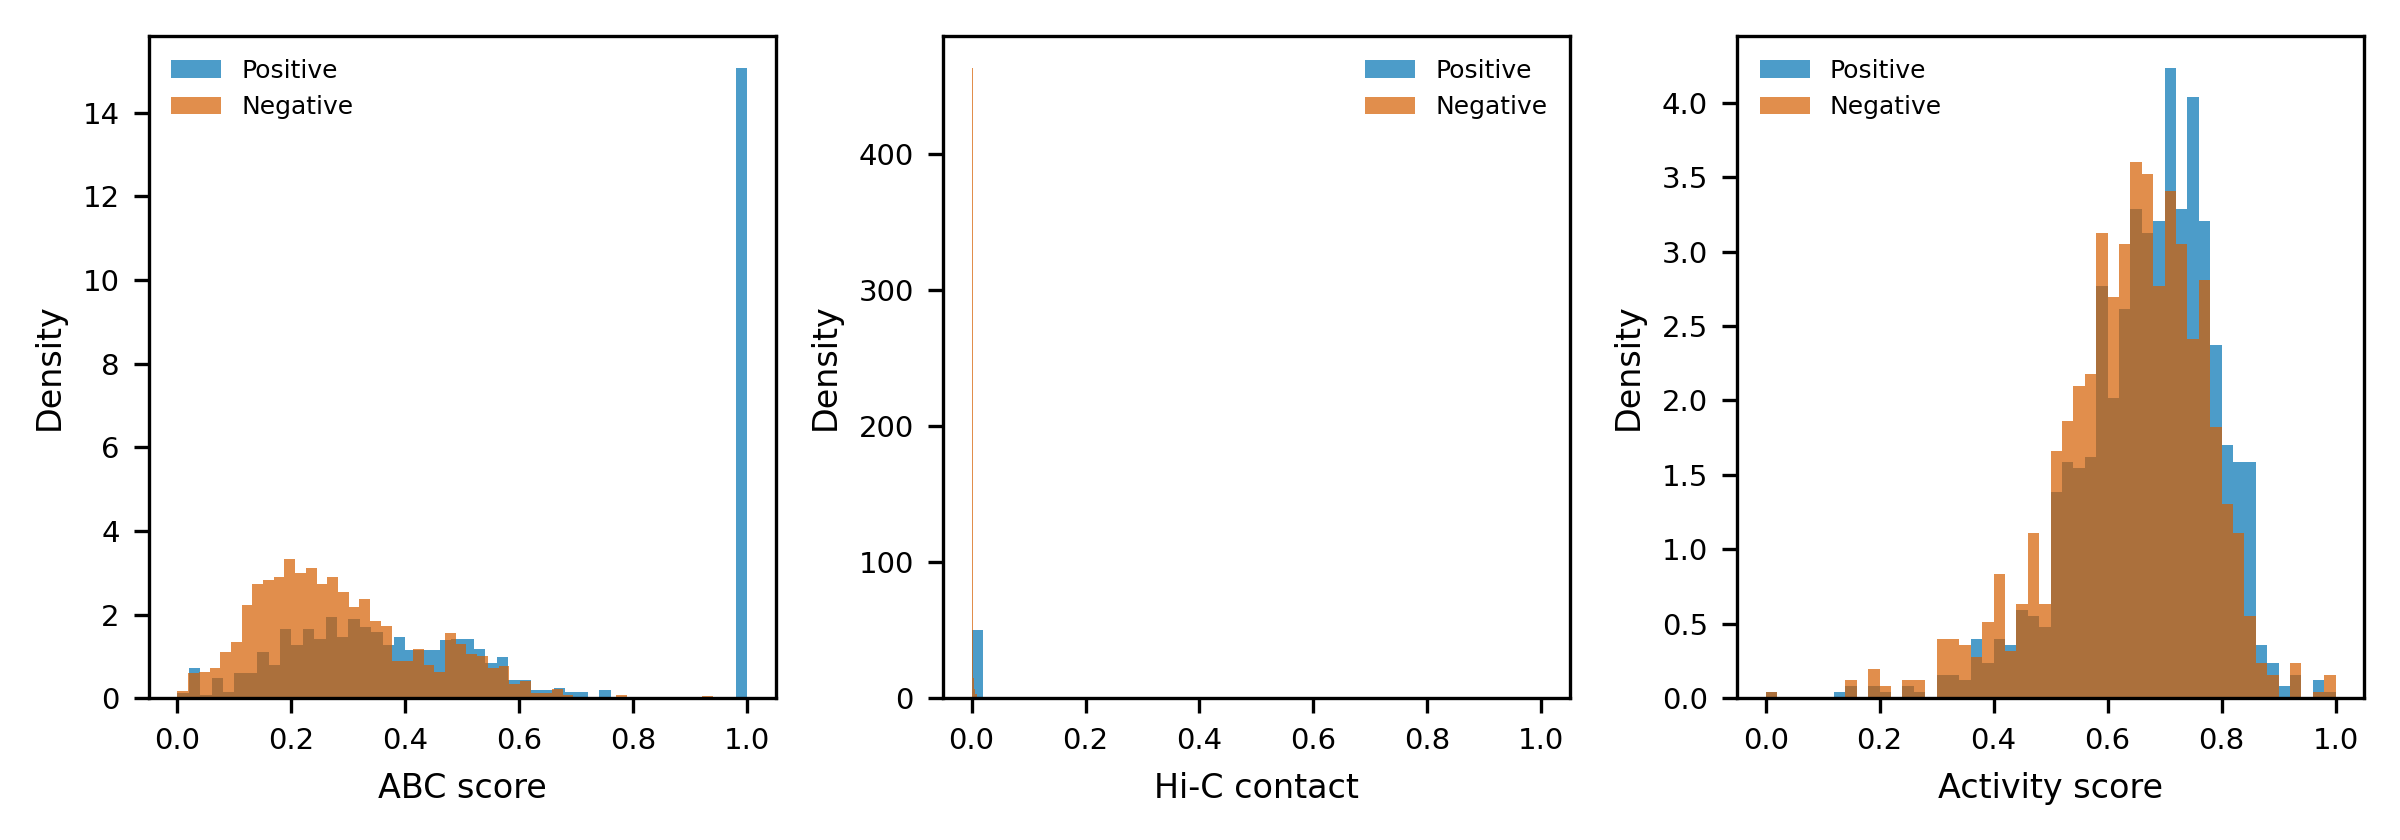 Density
14
12
10
8
6
4
2
0
Positive
Negative
0.0 0.2 0.4 0.6 0.8 1.0
ABC score
Density
400
300
200
100
0
Positive
Negative
0.0 0.2 0.4 0.6 0.8 1.0
Hi-C contact
Density
4.0
3.5
3.0
2.5
2.0
1.5
1.0
0.5
0.0
Positive
Negative
0.0 0.2 0.4 0.6 0.8 1.0
Activity score